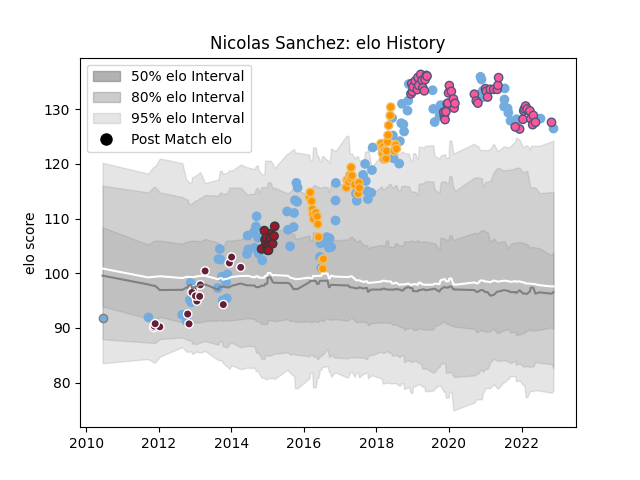 Nicolas Sanchez: elo History
50% elo Interval
80% elo Interval
95% elo Interval
Post Match elo
elo score
130
120
110
100
90
80
2010 2012 2014 2016 2018 2020 2022